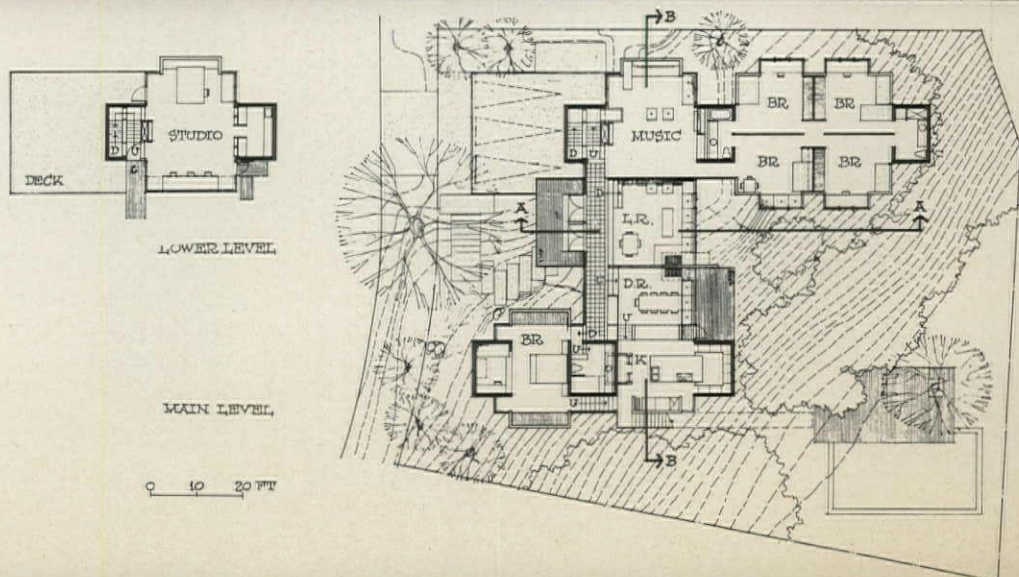 B
STUDIO
DECK
D
U
LOWER LEVEL
MUSIC
BR
BR
BR
BR
D
U
A
A
L.R.
D.R.
U
BR
D
U
K
U
B
MAIN LEVEL
0 10 20 FT